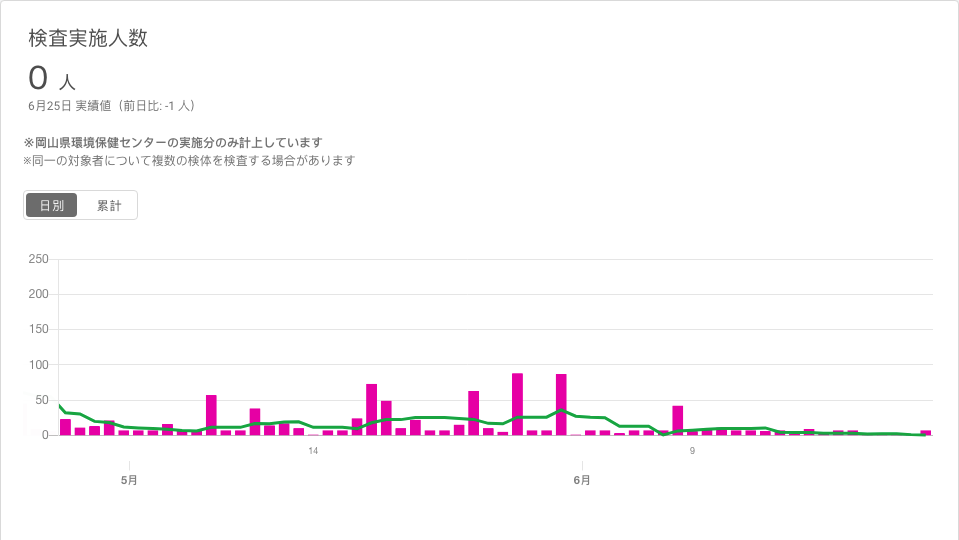 検査実施人数
0 人
6月25日 実績値（前日比: -1 人）
※岡山県環境保健センターの実施分のみ計上しています
※同一の対象者について複数の検体を検査する場合があります
日別 累計
250
200
150
100
50
0
14 9
5月 6月